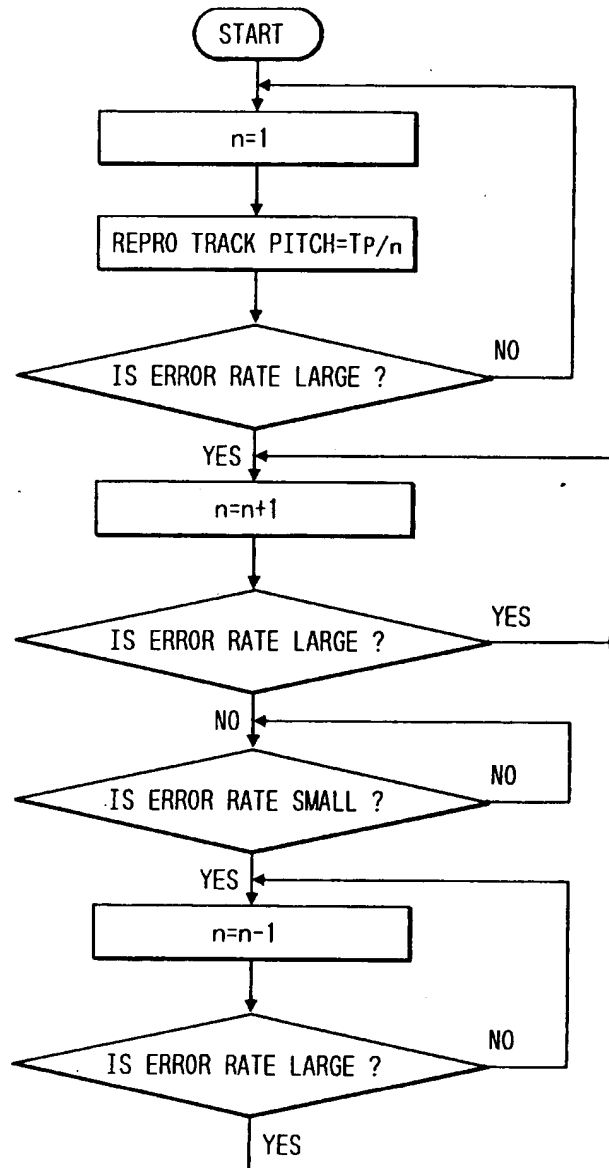 START
n=1
REPRO TRACK PITCH=TP/n
IS ERROR RATE LARGE ?
NO
YES
n=n+1
IS ERROR RATE LARGE ?
YES
NO
IS ERROR RATE SMALL ?
NO
YES
n=n-1
IS ERROR RATE LARGE ?
NO
YES